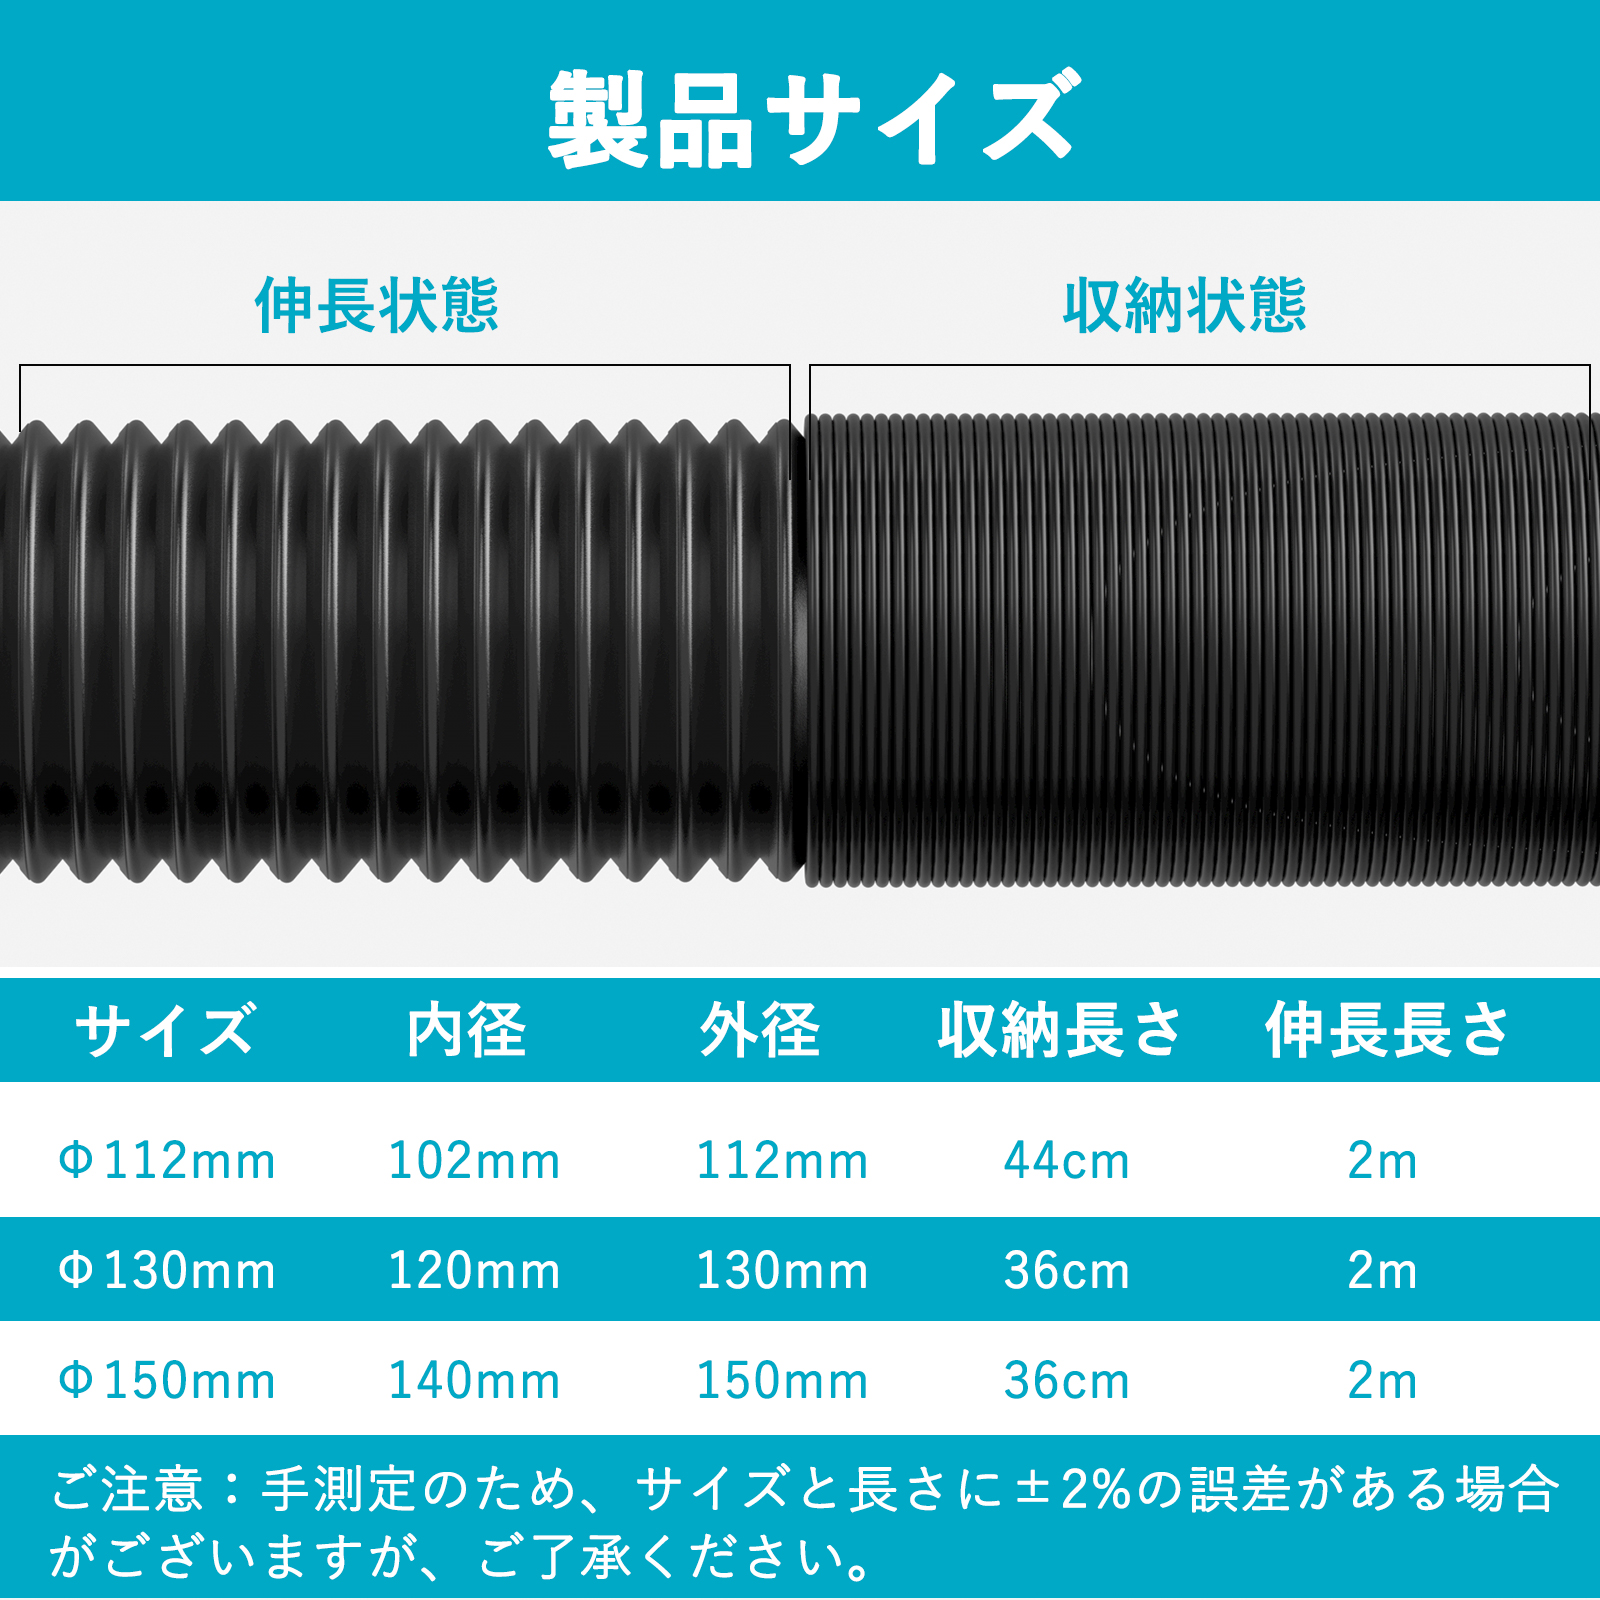 製品サイズ
伸長状態 収納状態
サイズ 内径 外径 収納長さ 伸長長さ
Φ112mm 102mm 112mm 44cm 2m
Φ130mm 120mm 130mm 36cm 2m
Φ150mm 140mm 150mm 36cm 2m
ご注意：手測定のため、サイズと長さに±2%の誤差がある場合
がございますが、ご了承ください。